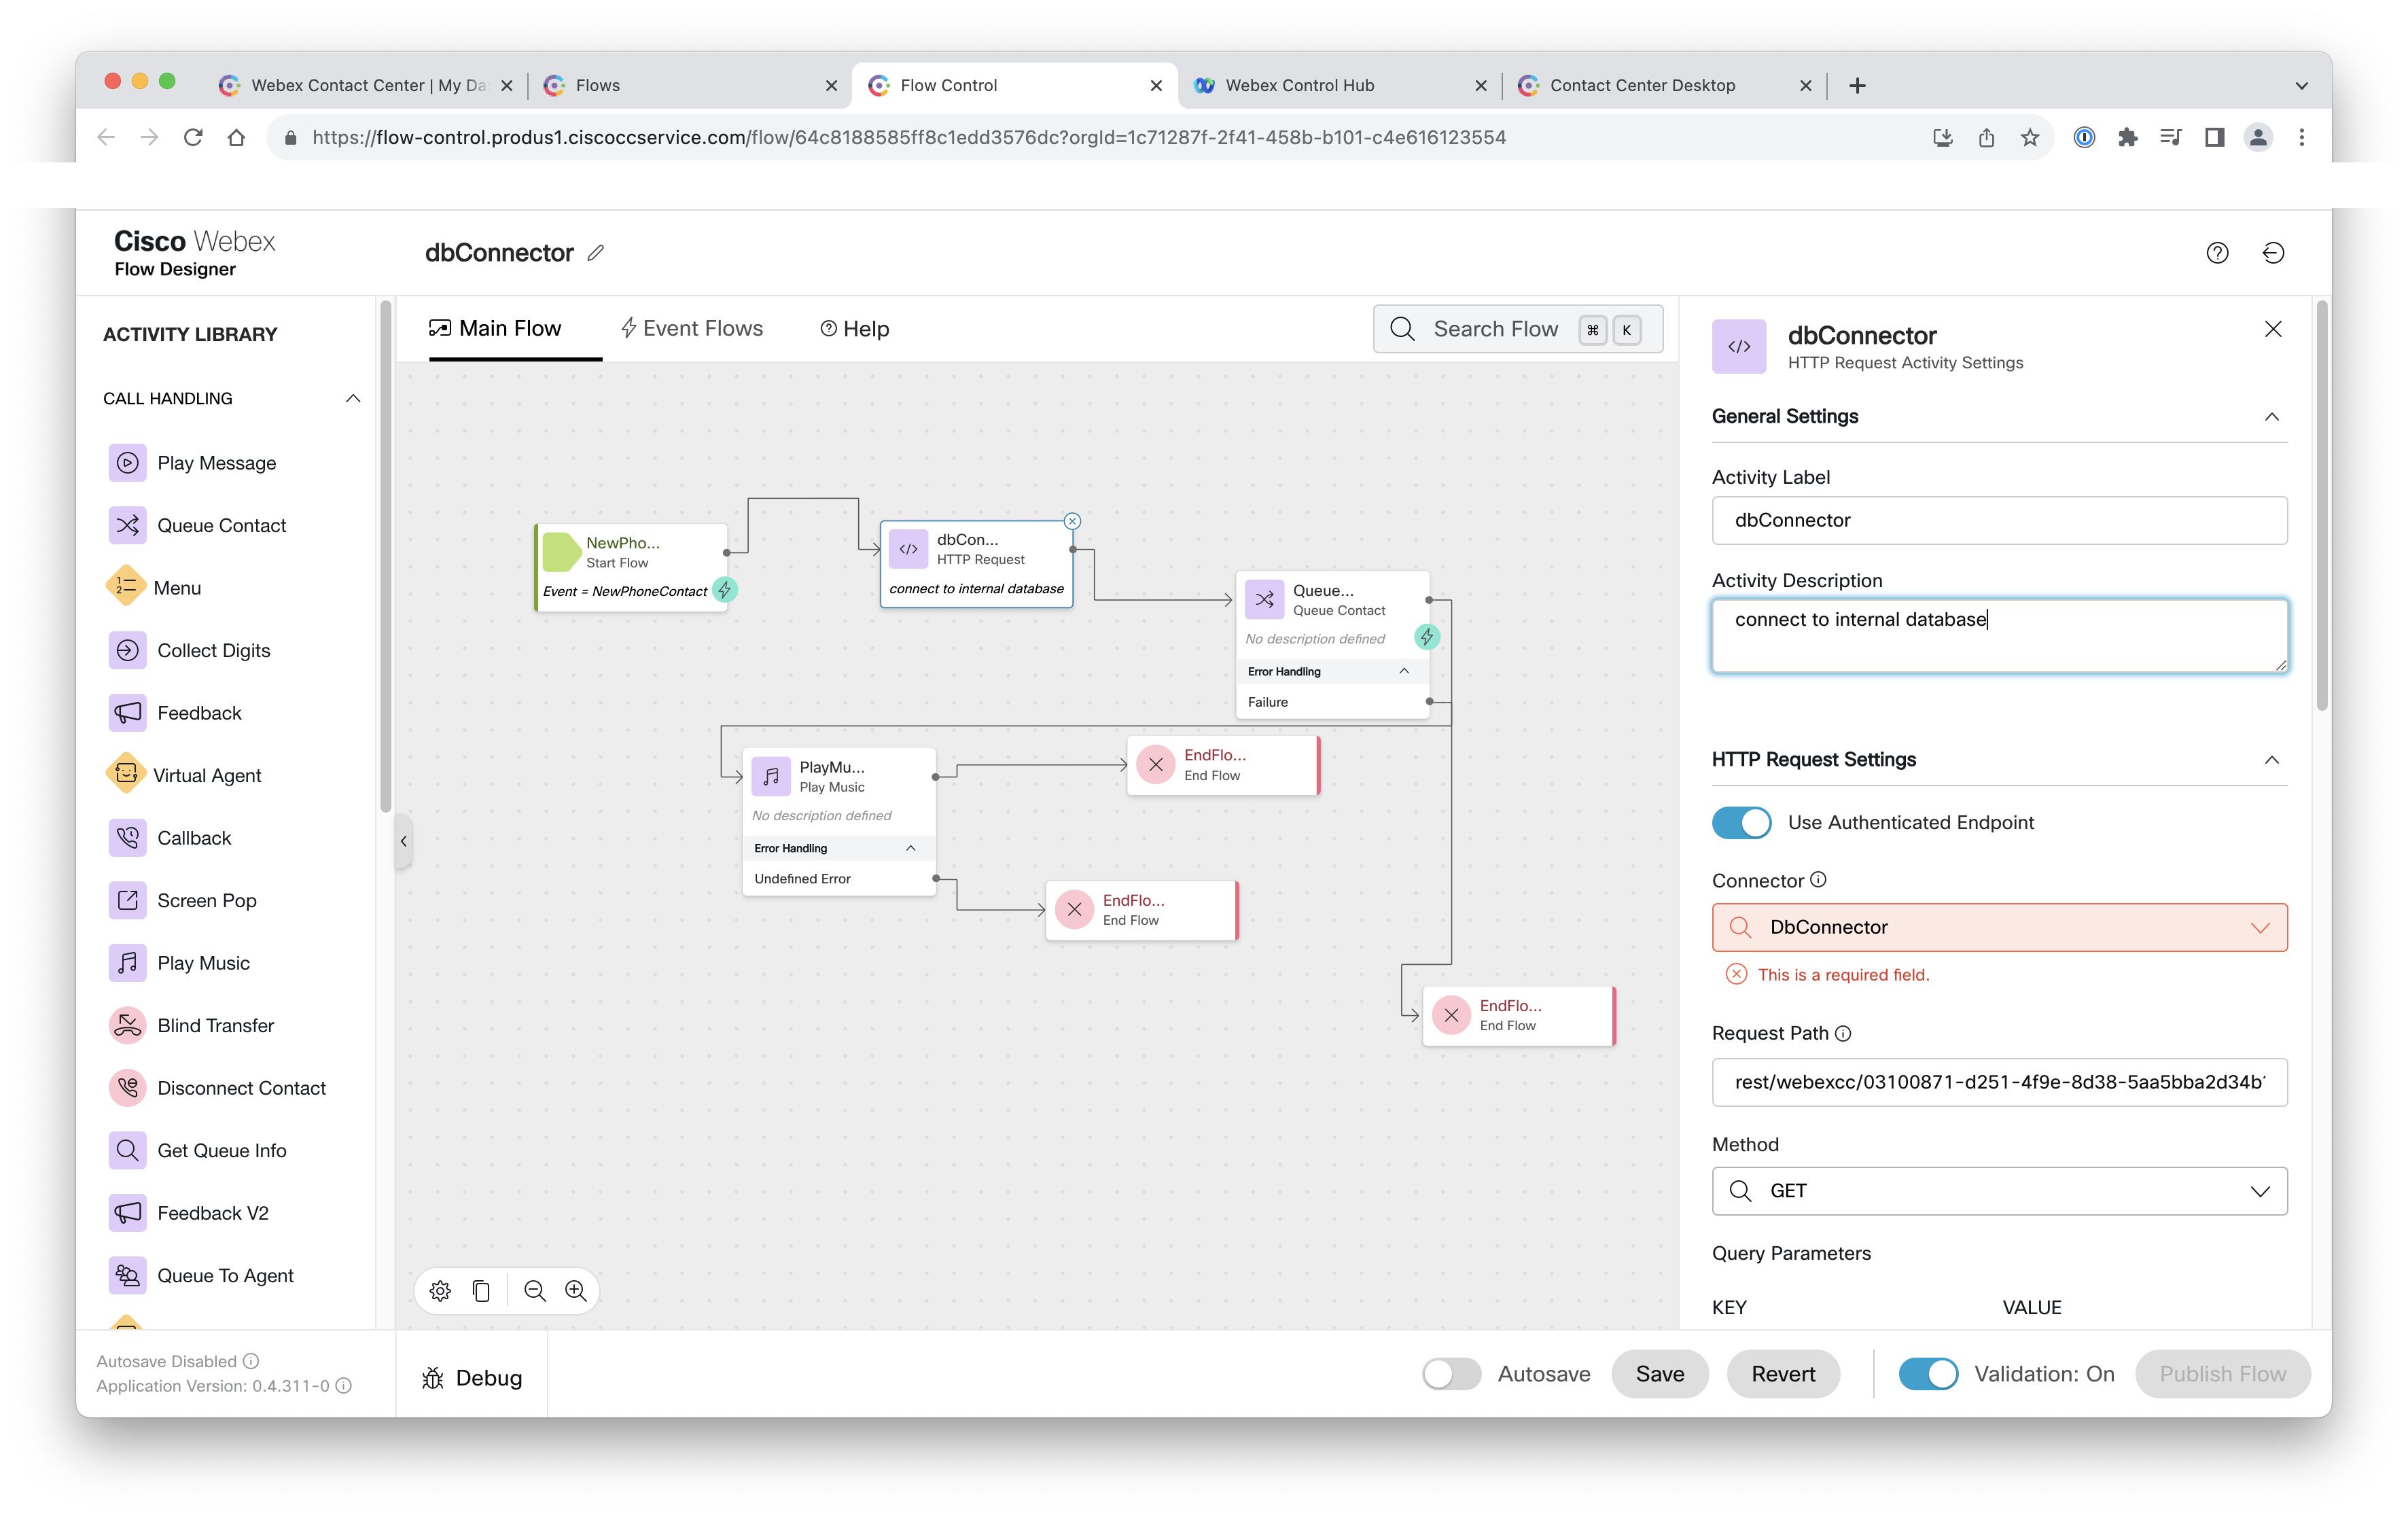 Webex Contact Center | My Da
Flows
Flow Control
Webex Control Hub
Contact Center Desktop
https://flow-control.produs1.ciscoccservice.com/flow/64c8188585ff8c1edd3576dc?orgId=1c71287f-2f41-458b-b101-c4e616123554
Cisco Webex
Flow Designer
dbConnector
ACTIVITY LIBRARY
CALL HANDLING
Play Message
Queue Contact
Menu
Collect Digits
Feedback
Virtual Agent
Callback
Screen Pop
Play Music
Blind Transfer
Disconnect Contact
Get Queue Info
Feedback V2
Queue To Agent
Main Flow
Event Flows
Help
Search Flow ⌘ K
NewPho...
Start Flow
Event = NewPhoneContact
dbCon...
HTTP Request
connect to internal database
Queue...
Queue Contact
No description defined
Error Handling
Failure
PlayMu...
Play Music
No description defined
Error Handling
Undefined Error
EndFlo...
End Flow
EndFlo...
End Flow
EndFlo...
End Flow
dbConnector
HTTP Request Activity Settings
General Settings
Activity Label
dbConnector
Activity Description
connect to internal database
HTTP Request Settings
Use Authenticated Endpoint
Connector
DbConnector
This is a required field.
Request Path
rest/webexcc/03100871-d251-4f9e-8d38-5aa5bba2d34b
Method
GET
Query Parameters
KEY VALUE
Autosave Disabled
Application Version: 0.4.311-0
Debug
Autosave
Save
Revert
Validation: On
Publish Flow